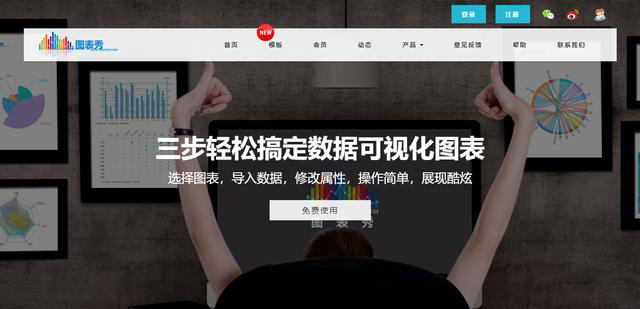 登录
注册
NEW
图表秀
首页
模板
会员
动态
产品
意见反馈
帮助
联系我们
三步轻松搞定数据可视化图表
选择图表，导入数据，修改属性，操作简单，展现酷炫
免费使用
图 表 秀